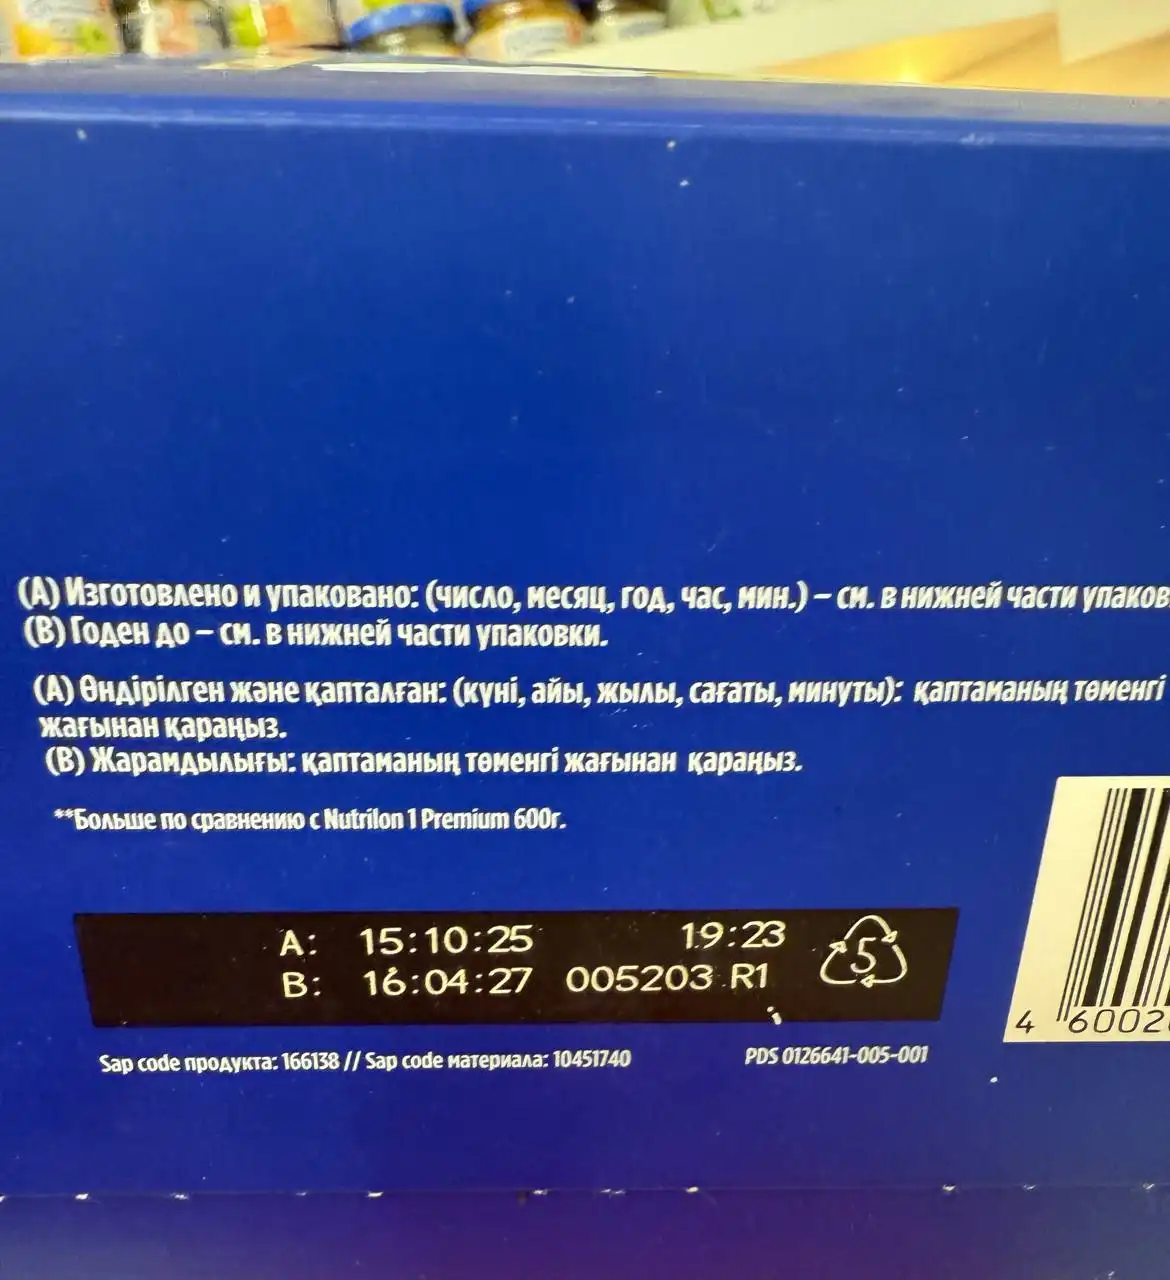 (А) Изготовлено и упаковано: (число, месяц, год, час, мин.) – см. в нижней части упаков
(В) Годен до – см. в нижней части упаковки.
(А) Өндірілген және қапталған: (күні, айы, жылы, сағаты, минуты): қаптаманың төменгі
жағынан қараңыз.
(В) Жарамдылығы: қаптаманың төменгі жағынан қараңыз.
**Больше по сравнению с Nutrilon 1 Premium 600г.
A: 15:10:25 19:23
B: 16:04:27 005203 R1
5
4 6002
Sap code продукта: 166138 // Sap code материала: 10451740 PDS 0126641-005-001